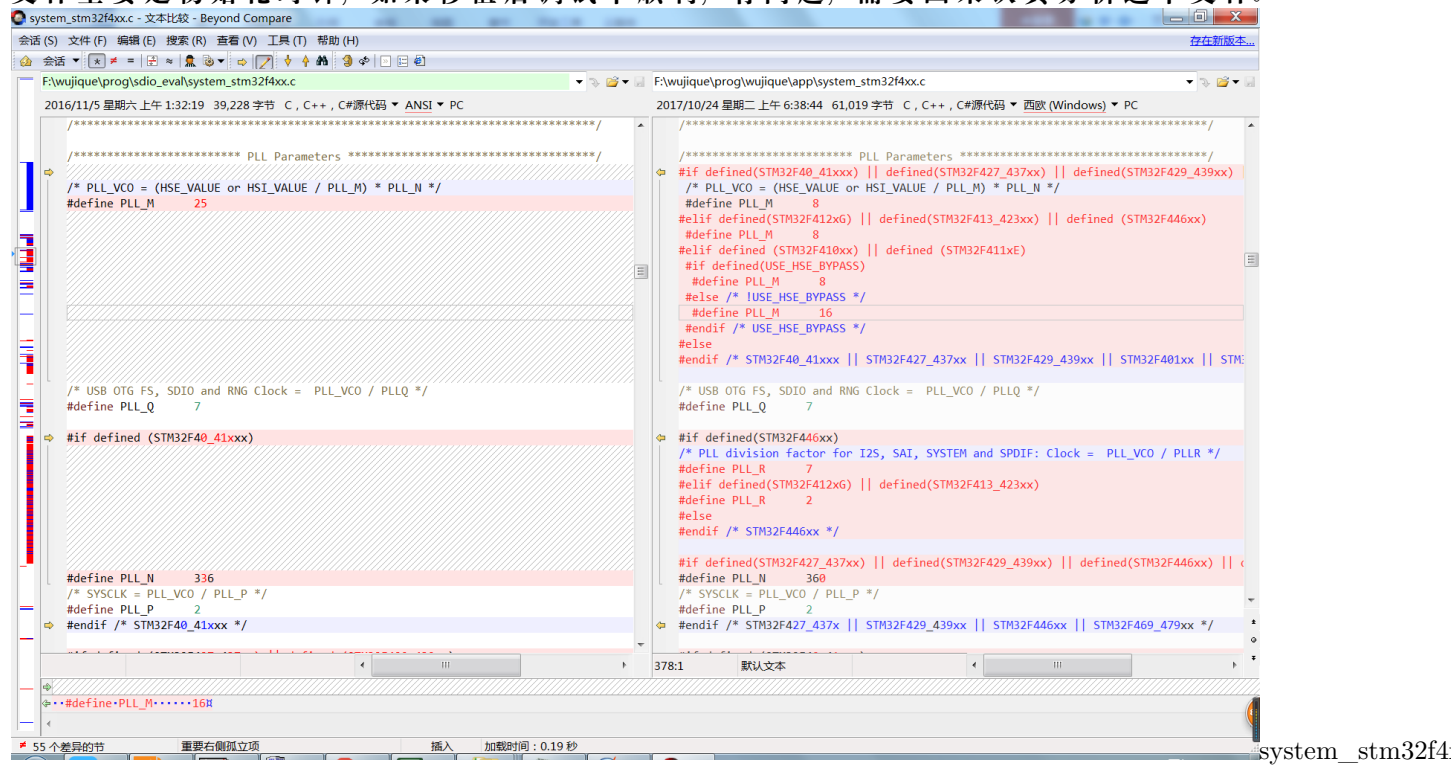 system_stm32f4xx.c - 文本比较 - Beyond Compare
会话(S) 文件(F) 编辑(E) 搜索(R) 查看(V) 工具(T) 帮助(H) 存在新版本...
会话
F:\wujique\prog\sdio_eval\system_stm32f4xx.c
F:\wujique\prog\wujique\app\system_stm32f4xx.c
2016/11/5 星期六 上午 1:32:19 39,228 字节 C , C++ , C#源代码 ANSI PC
2017/10/24 星期二 上午 6:38:44 61,019 字节 C , C++ , C#源代码 西欧 (Windows) PC
/******************************************************************************/
/************************* PLL Parameters *************************************/
/* PLL_VCO = (HSE_VALUE or HSI_VALUE / PLL_M) * PLL_N */
#define PLL_M 25
/* USB OTG FS, SDIO and RNG Clock = PLL_VCO / PLLQ */
#define PLL_Q 7
#if defined (STM32F40_41xxx)
#define PLL_N 336
/* SYSCLK = PLL_VCO / PLL_P */
#define PLL_P 2
#endif /* STM32F40_41xxx */
/******************************************************************************/
/************************* PLL Parameters *************************************/
#if defined(STM32F40_41xxx) || defined(STM32F427_437xx) || defined(STM32F429_439xx)
/* PLL_VCO = (HSE_VALUE or HSI_VALUE / PLL_M) * PLL_N */
#define PLL_M 8
#elif defined(STM32F412xG) || defined(STM32F413_423xx) || defined (STM32F446xx)
#define PLL_M 8
#elif defined (STM32F410xx) || defined (STM32F411xE)
#if defined(USE_HSE_BYPASS)
#define PLL_M 8
#else /* !USE_HSE_BYPASS */
#define PLL_M 16
#endif /* USE_HSE_BYPASS */
#else
#endif /* STM32F40_41xxx || STM32F427_437xx || STM32F429_439xx || STM32F401xx ||
/* USB OTG FS, SDIO and RNG Clock = PLL_VCO / PLLQ */
#define PLL_Q 7
#if defined(STM32F446xx)
/* PLL division factor for I2S, SAI, SYSTEM and SPDIF: Clock = PLL_VCO / PLLR */
#define PLL_R 7
#elif defined(STM32F412xG) || defined(STM32F413_423xx)
#define PLL_R 2
#else
#endif /* STM32F446xx */
#if defined(STM32F427_437xx) || defined(STM32F429_439xx) || defined(STM32F446xx) ||
#define PLL_N 360
/* SYSCLK = PLL_VCO / PLL_P */
#define PLL_P 2
#endif /* STM32F427_437x || STM32F429_439xx || STM32F446xx || STM32F469_479xx */
378:1 默认文本
··#define·PLL_M······16¤
55 个差异的节 重要右侧孤立项 插入 加载时间 : 0.19 秒
system_stm32f4